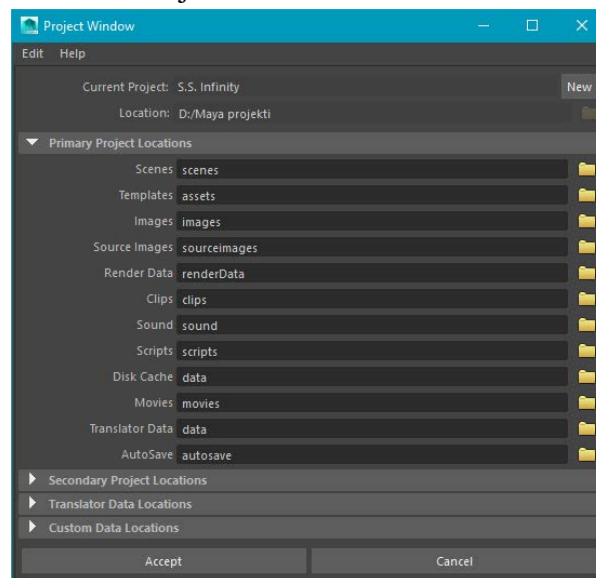 Project Window
Edit Help
Current Project: S.S. Infinity New
Location: D:/Maya projekti
Primary Project Locations
Scenes scenes
Templates assets
Images images
Source Images sourceimages
Render Data renderData
Clips clips
Sound sound
Scripts scripts
Disk Cache data
Movies movies
Translator Data data
AutoSave autosave
Secondary Project Locations
Translator Data Locations
Custom Data Locations
Accept Cancel